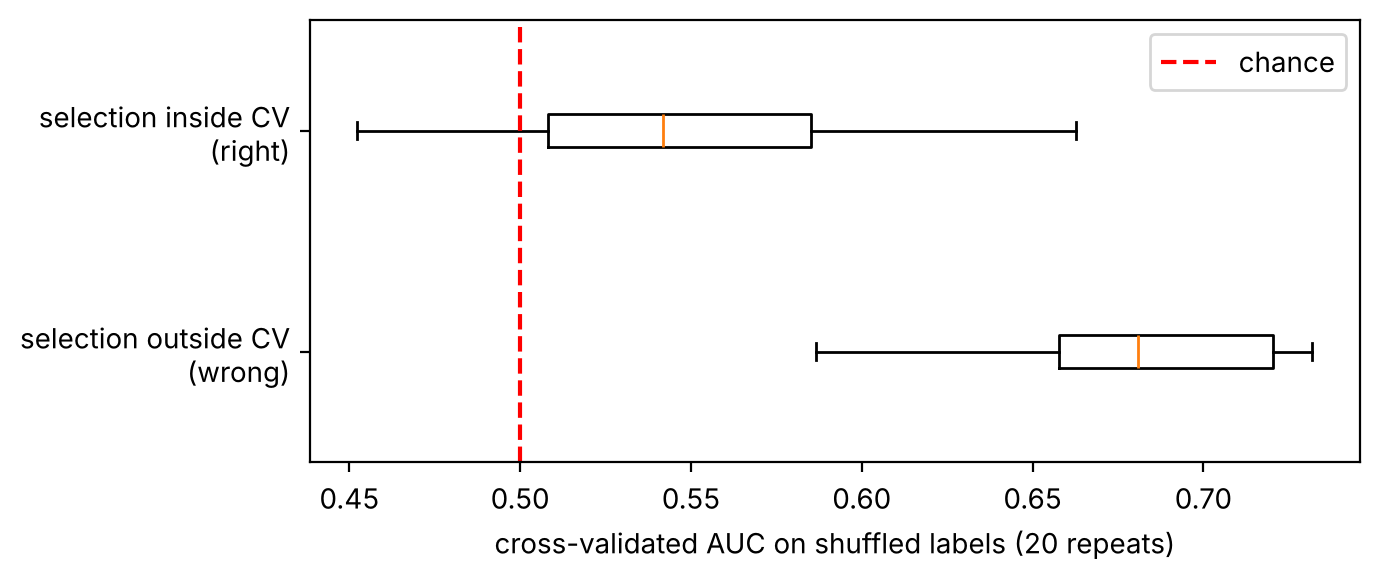 chance
selection inside CV
(right)
selection outside CV
(wrong)
0.45 0.50 0.55 0.60 0.65 0.70
cross-validated AUC on shuffled labels (20 repeats)